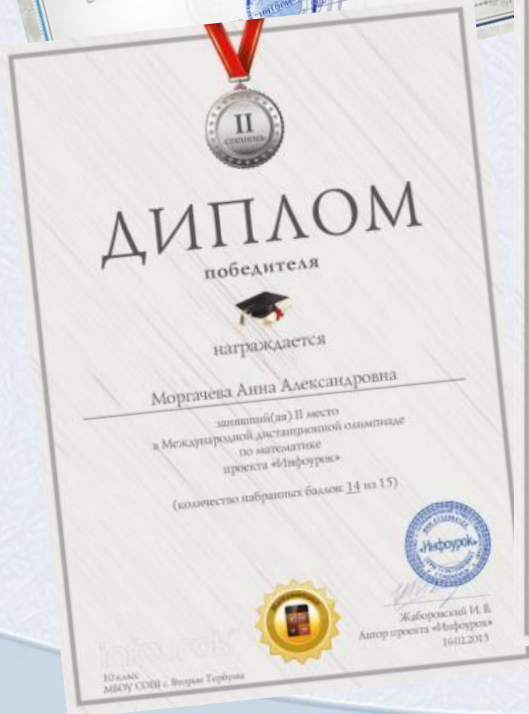 II
степень
ДИПЛОМ
победителя
награждается
Моргачева Анна Александровна
занявший(ая) II место
в Международной дистанционной олимпиаде
по математике
проекта «Инфоурок»
(количество набранных баллов: 14 из 15)
«Инфоурок»
Жаборовский И. В.
Автор проекта «Инфоурок»
16.02.2015
10 класс
МБОУ СОШ с. Вторые Тербуны